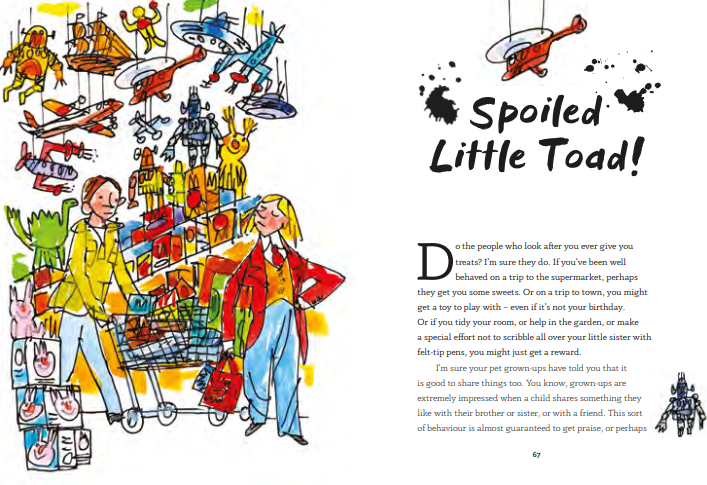 Spoiled
Little Toad!
Do the people who look after you ever give you
treats? I'm sure they do. If you've been well
behaved on a trip to the supermarket, perhaps
they get you some sweets. Or on a trip to town, you might
get a toy to play with – even if it's not your birthday.
Or if you tidy your room, or help in the garden, or make
a special effort not to scribble all over your little sister with
felt-tip pens, you might just get a reward.
I'm sure your pet grown-ups have told you that it
is good to share things too. You know, grown-ups are
extremely impressed when a child shares something they
like with their brother or sister, or with a friend. This sort
of behaviour is almost guaranteed to get praise, or perhaps
67